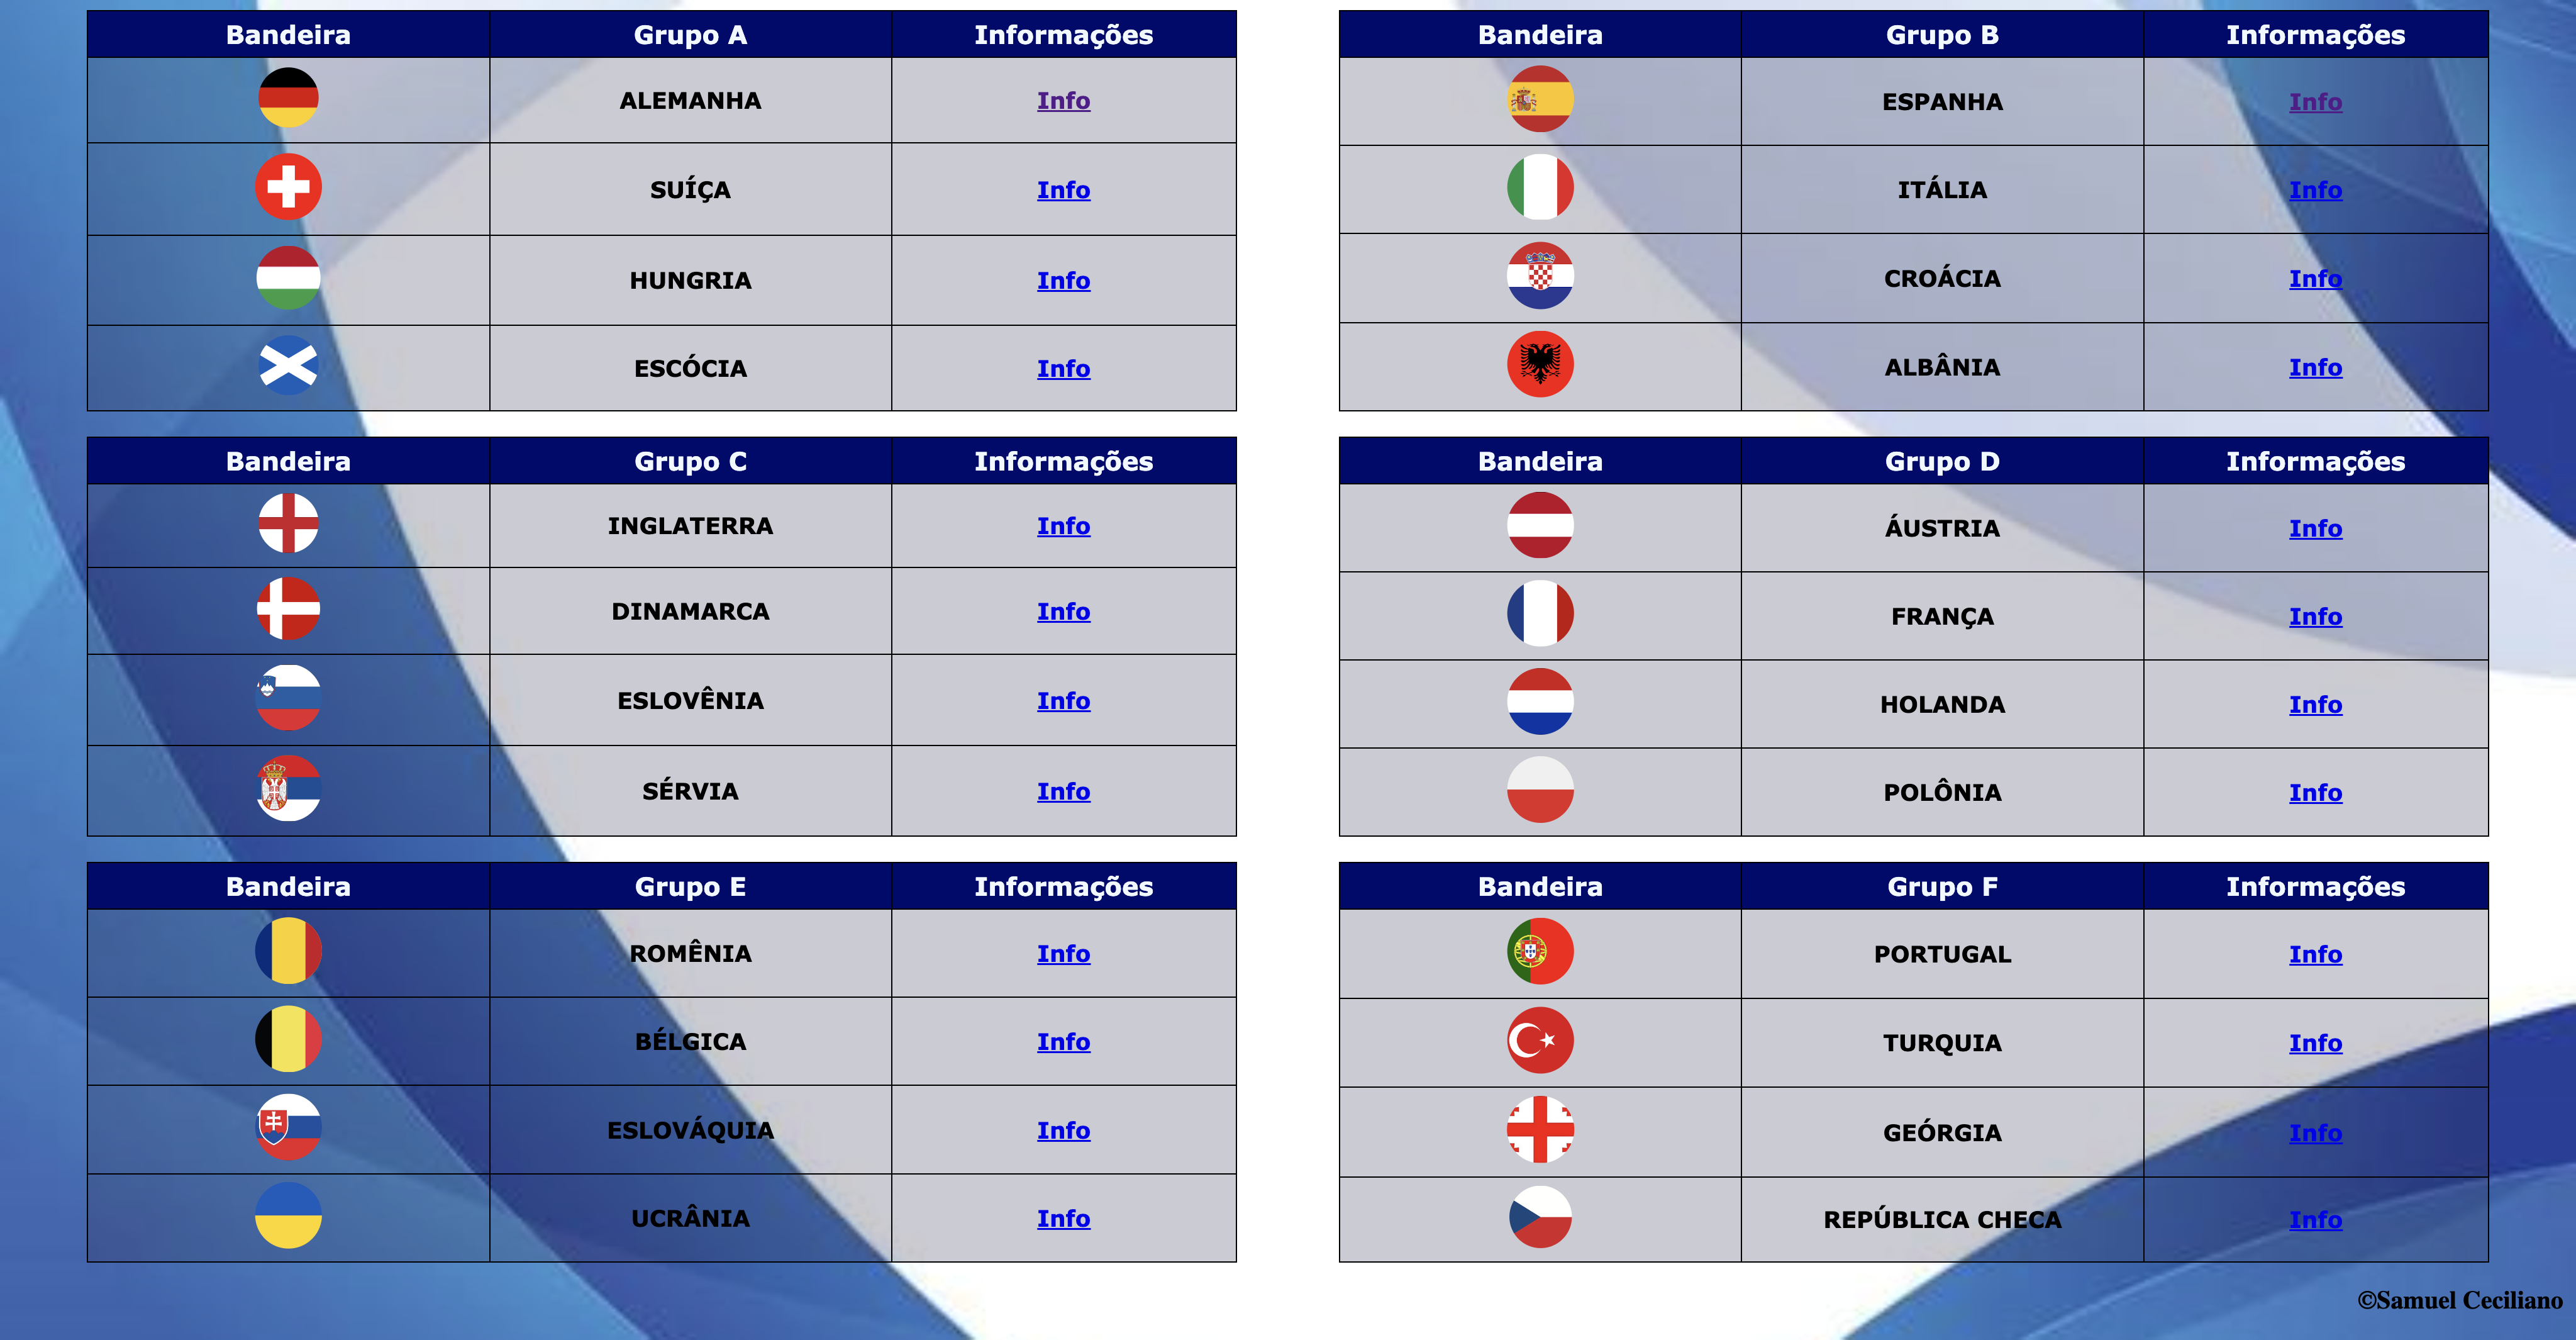 Bandeira Grupo A Informações
ALEMANHA Info
SUÍÇA Info
HUNGRIA Info
ESCÓCIA Info
Bandeira Grupo B Informações
ESPANHA Info
ITÁLIA Info
CROÁCIA Info
ALBÂNIA Info
Bandeira Grupo C Informações
INGLATERRA Info
DINAMARCA Info
ESLOVÊNIA Info
SÉRVIA Info
Bandeira Grupo D Informações
ÁUSTRIA Info
FRANÇA Info
HOLANDA Info
POLÔNIA Info
Bandeira Grupo E Informações
ROMÊNIA Info
BÉLGICA Info
ESLOVÁQUIA Info
UCRÂNIA Info
Bandeira Grupo F Informações
PORTUGAL Info
TURQUIA Info
GEÓRGIA Info
REPÚBLICA CHECA Info
©Samuel Ceciliano